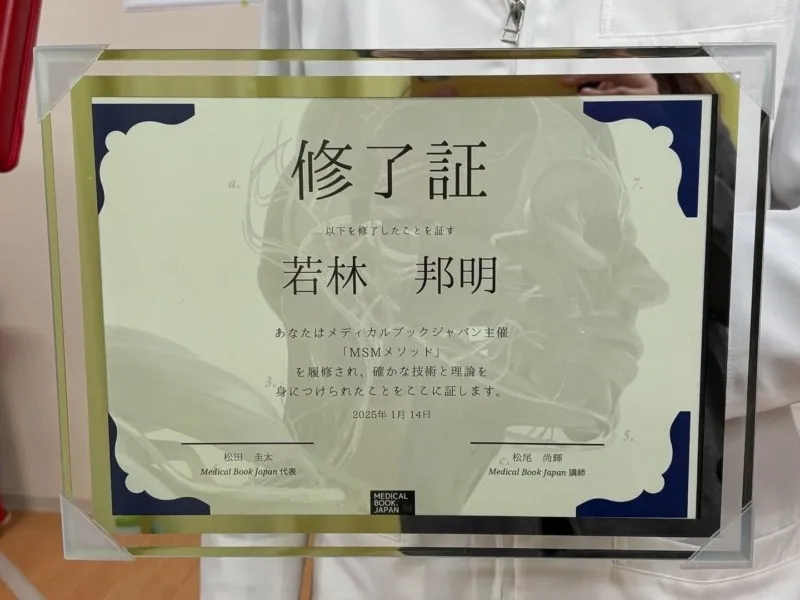 修了証
以下を修了したことを証す
若林 邦明
あなたはメディカルブックジャパン主催
「MSMメソッド」
を履修され、確かな技術と理論を
身につけられたことをここに証します。
2025年 1月 14日
松田 圭太
Medical Book Japan 代表
松尾 尚輝
Medical Book Japan 講師
MEDICAL
BOOK
JAPAN
a.
7.
3.
5.